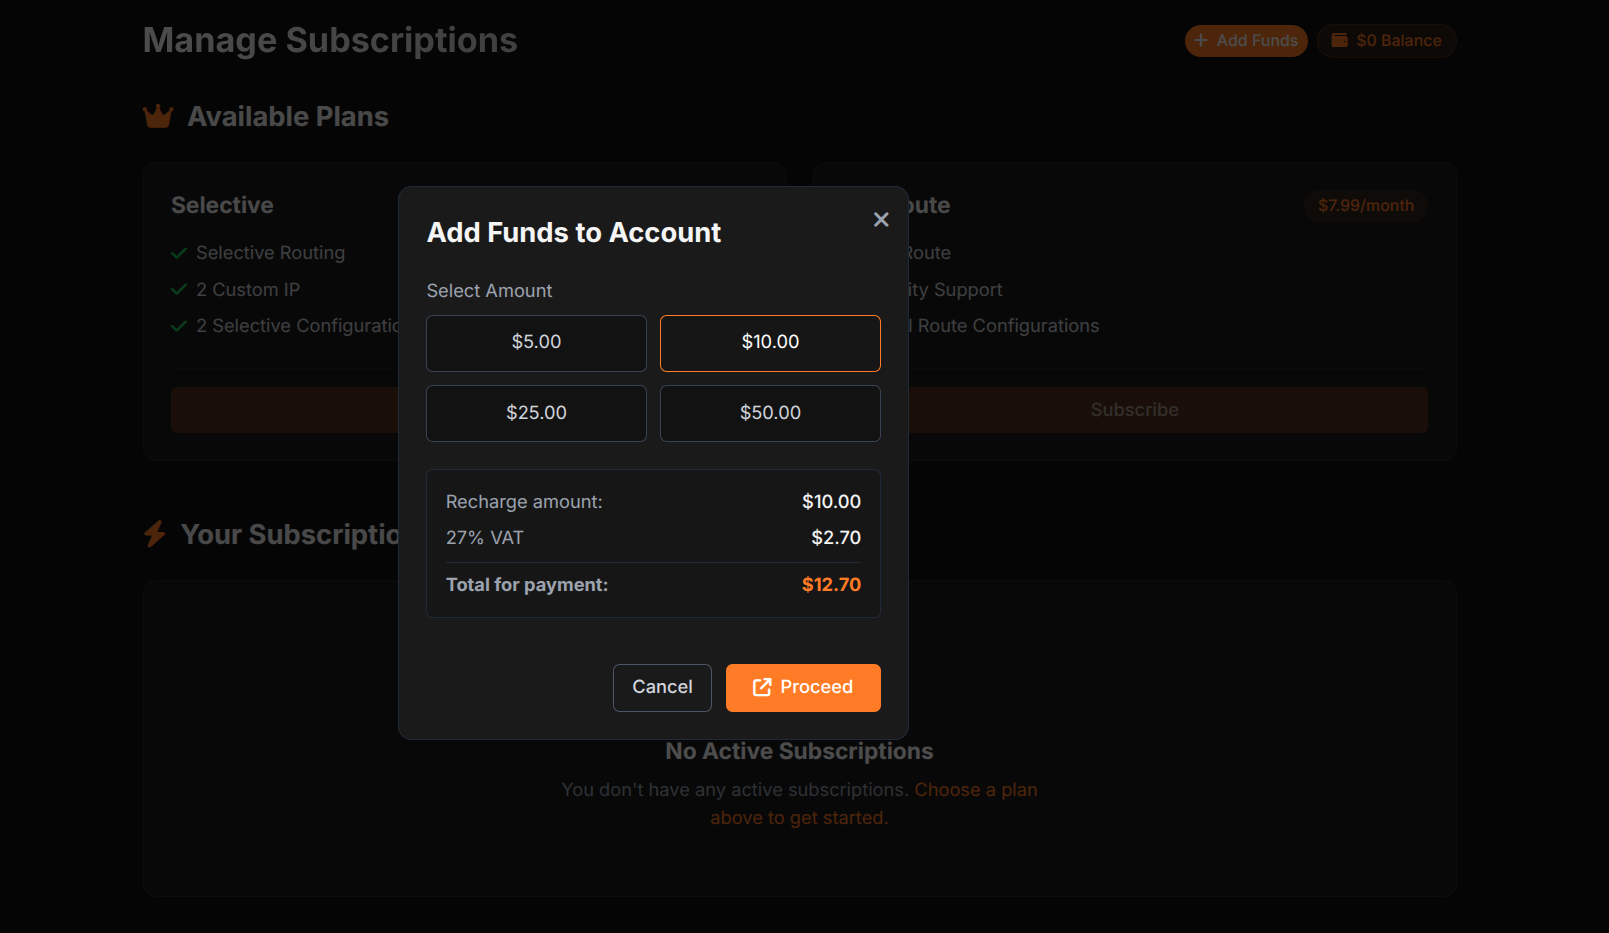 Manage Subscriptions
Add Funds
$0 Balance
Available Plans
Selective
Selective Routing
2 Custom IP
2 Selective Configuratio
$7.99/month
Route
Support
Route Configurations
Subscribe
Add Funds to Account
Select Amount
$5.00
$10.00
$25.00
$50.00
Recharge amount: $10.00
27% VAT $2.70
Total for payment: $12.70
Cancel
Proceed
Your Subscriptio
No Active Subscriptions
You don't have any active subscriptions. Choose a plan
above to get started.